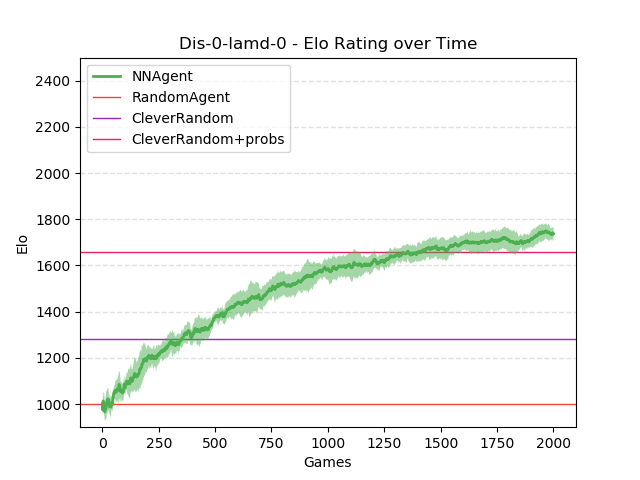 Dis-0-lamd-0 - Elo Rating over Time
NNAgent
RandomAgent
CleverRandom
CleverRandom+probs
2400
2200
2000
1800
1600
1400
1200
1000
Elo
0 250 500 750 1000 1250 1500 1750 2000
Games